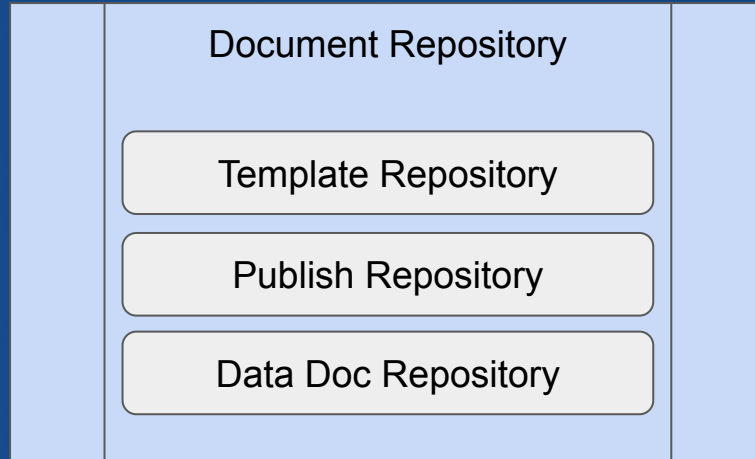 Document Repository
Template Repository
Publish Repository
Data Doc Repository